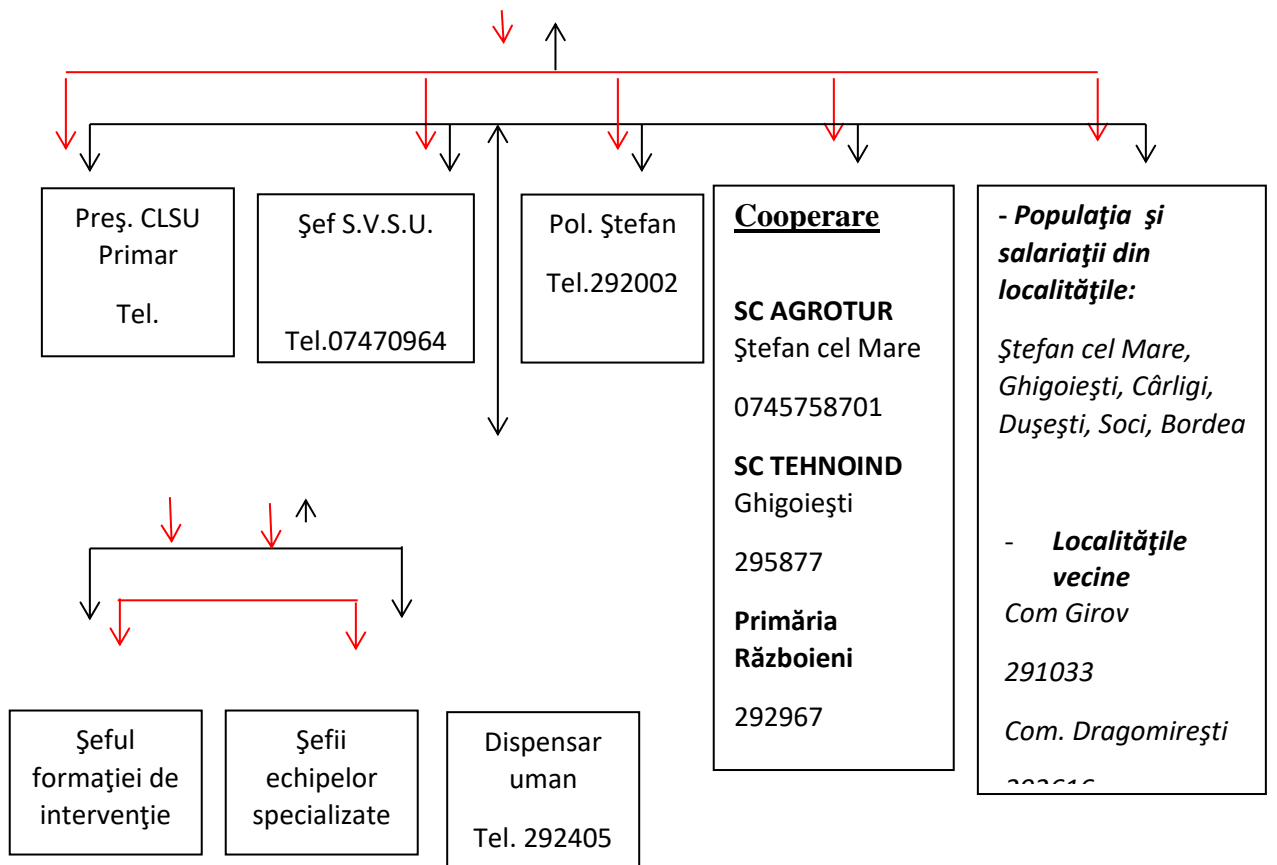 Preş. CLSU
Primar
Tel.
Şef S.V.S.U.
Tel.07470964
Pol. Ştefan
Tel.292002
Cooperare
SC AGROTUR
Ştefan cel Mare
0745758701
SC TEHNOIND
Ghigoieşti
295877
Primăria
Războieni
292967
- Populaţia şi
salariaţii din
localităţile:
Ştefan cel Mare,
Ghigoieşti, Cârligi,
Duşeşti, Soci, Bordea
- Localităţile
vecine
Com Girov
291033
Com. Dragomireşti
Şeful
formaţiei de
intervenţie
Şefii
echipelor
specializate
Dispensar
uman
Tel. 292405